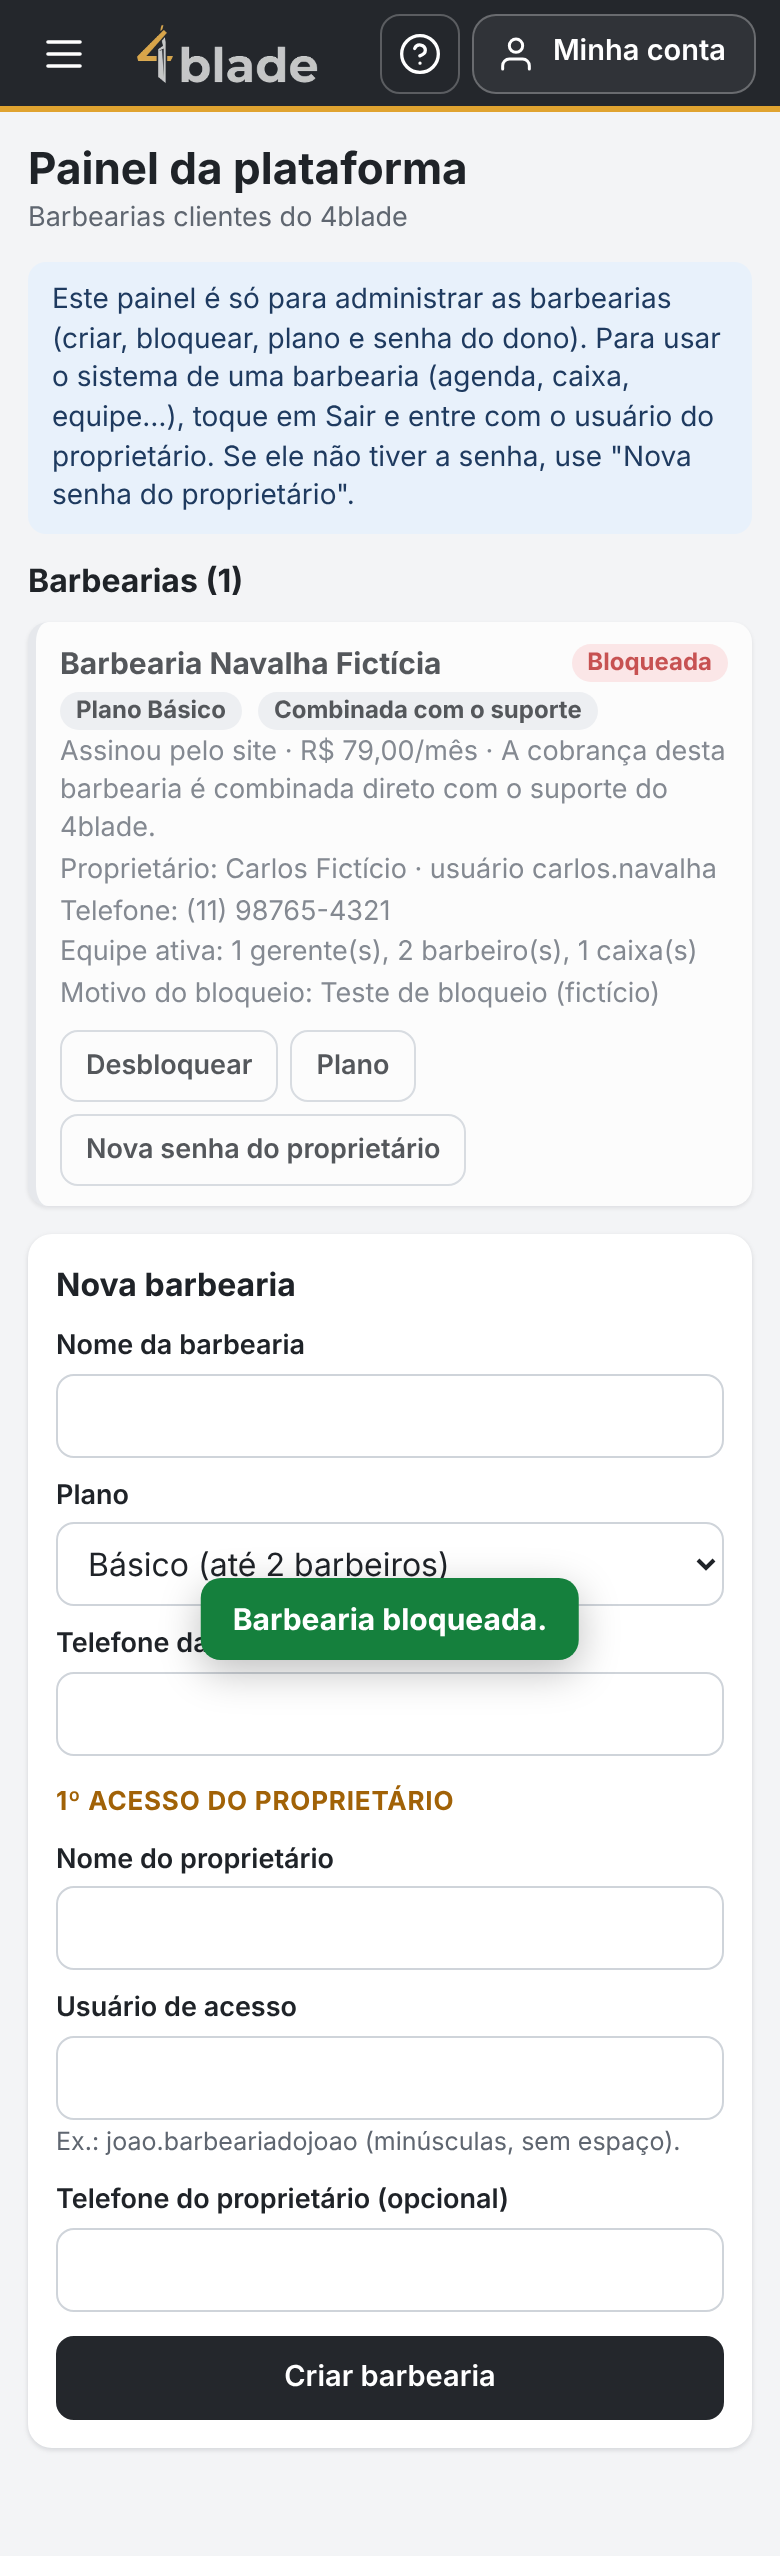 4blade
Minha conta
Painel da plataforma
Barbearias clientes do 4blade
Este painel é só para administrar as barbearias
(criar, bloquear, plano e senha do dono). Para usar
o sistema de uma barbearia (agenda, caixa,
equipe...), toque em Sair e entre com o usuário do
proprietário. Se ele não tiver a senha, use "Nova
senha do proprietário".
Barbearias (1)
Barbearia Navalha Fictícia
Bloqueada
Plano Básico
Combinada com o suporte
Assinou pelo site · R$ 79,00/mês · A cobrança desta
barbearia é combinada direto com o suporte do
4blade.
Proprietário: Carlos Fictício · usuário carlos.navalha
Telefone: (11) 98765-4321
Equipe ativa: 1 gerente(s), 2 barbeiro(s), 1 caixa(s)
Motivo do bloqueio: Teste de bloqueio (fictício)
Desbloquear
Plano
Nova senha do proprietário
Nova barbearia
Nome da barbearia
Plano
Básico (até 2 barbeiros)
Barbearia bloqueada.
Telefone
1º ACESSO DO PROPRIETÁRIO
Nome do proprietário
Usuário de acesso
Ex.: joao.barbeariadojoao (minúsculas, sem espaço).
Telefone do proprietário (opcional)
Criar barbearia